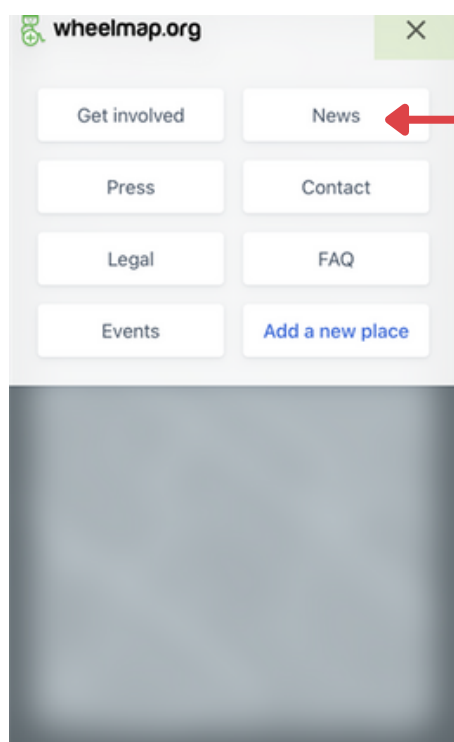 wheelmap.org
Get involved
News
Press
Contact
Legal
FAQ
Events
Add a new place